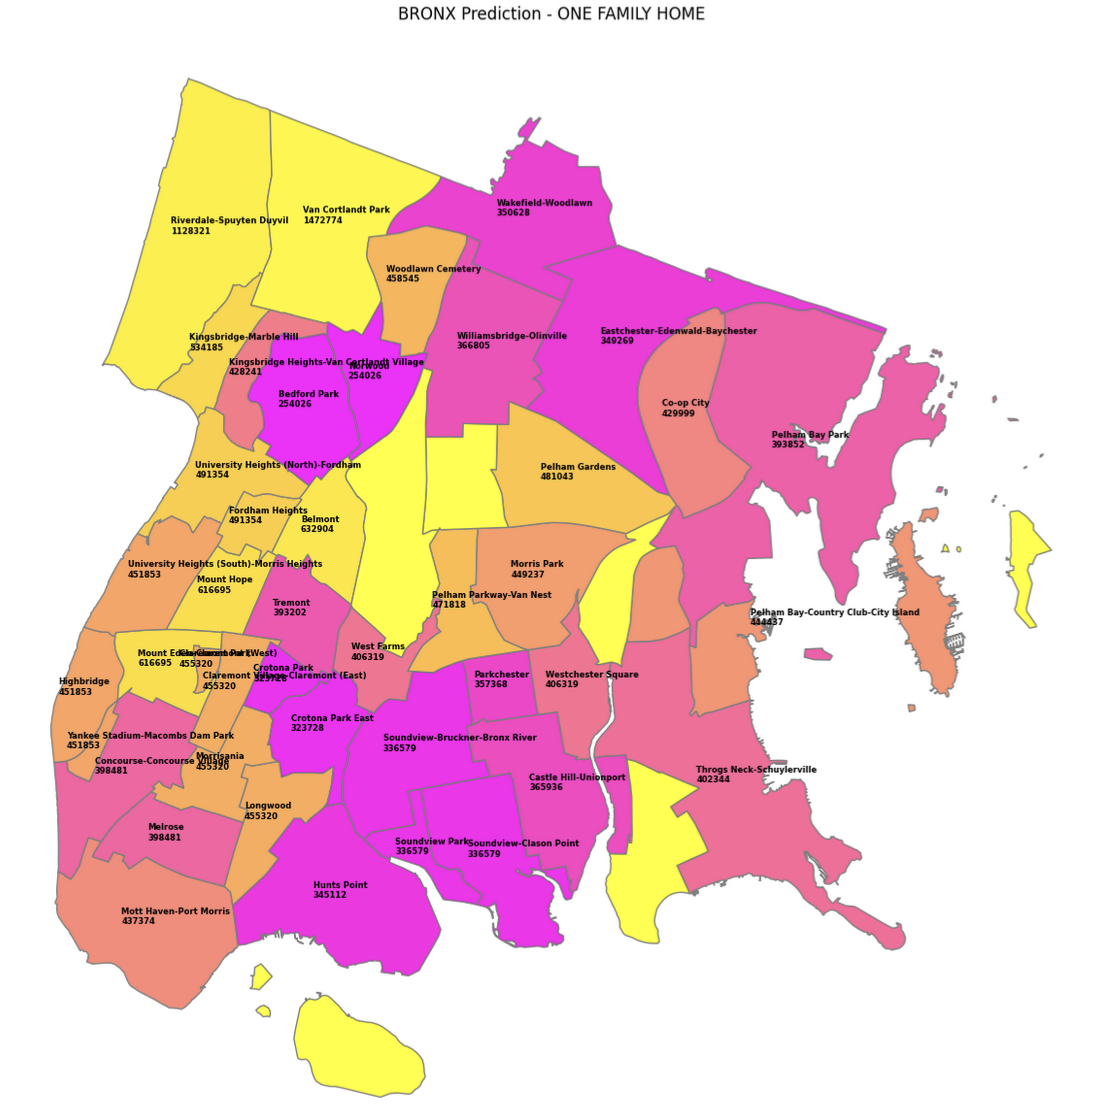 BRONX Prediction - ONE FAMILY HOME
Wakefield-Woodlawn
350628
Van Cortlandt Park
1472774
Riverdale-Spuyten Duyvil
1128321
Woodlawn Cemetery
458545
Eastchester-Edenwald-Baychester
349269
Williamsbridge-Olinville
366805
Kingsbridge-Marble Hill
534185
Kingsbridge Heights-Van Cortlandt Village
428241
Norwood
254026
Bedford Park
254026
Co-op City
429999
Pelham Bay Park
393852
University Heights (North)-Fordham
491354
Pelham Gardens
481043
Fordham Heights
491354
Belmont
632904
University Heights (South)-Morris Heights
451853
Morris Park
449237
Mount Hope
616695
Pelham Parkway-Van Nest
471818
Tremont
393202
Pelham Bay-Country Club-City Island
444437
West Farms
406319
Mount Eden-Claremont (West)
616695
Claremont Park
455320
Crotona Park
323728
Claremont Village-Claremont (East)
455320
Highbridge
451853
Parkchester
357368
Westchester Square
406319
Crotona Park East
323728
Yankee Stadium-Macombs Dam Park
451853
Soundview-Bruckner-Bronx River
336579
Morrisania
455320
Concourse-Concourse Village
398481
Castle Hill-Unionport
365936
Throgs Neck-Schuylerville
402344
Longwood
455320
Melrose
398481
Soundview Park
336579
Soundview-Clason Point
336579
Hunts Point
345112
Mott Haven-Port Morris
437374